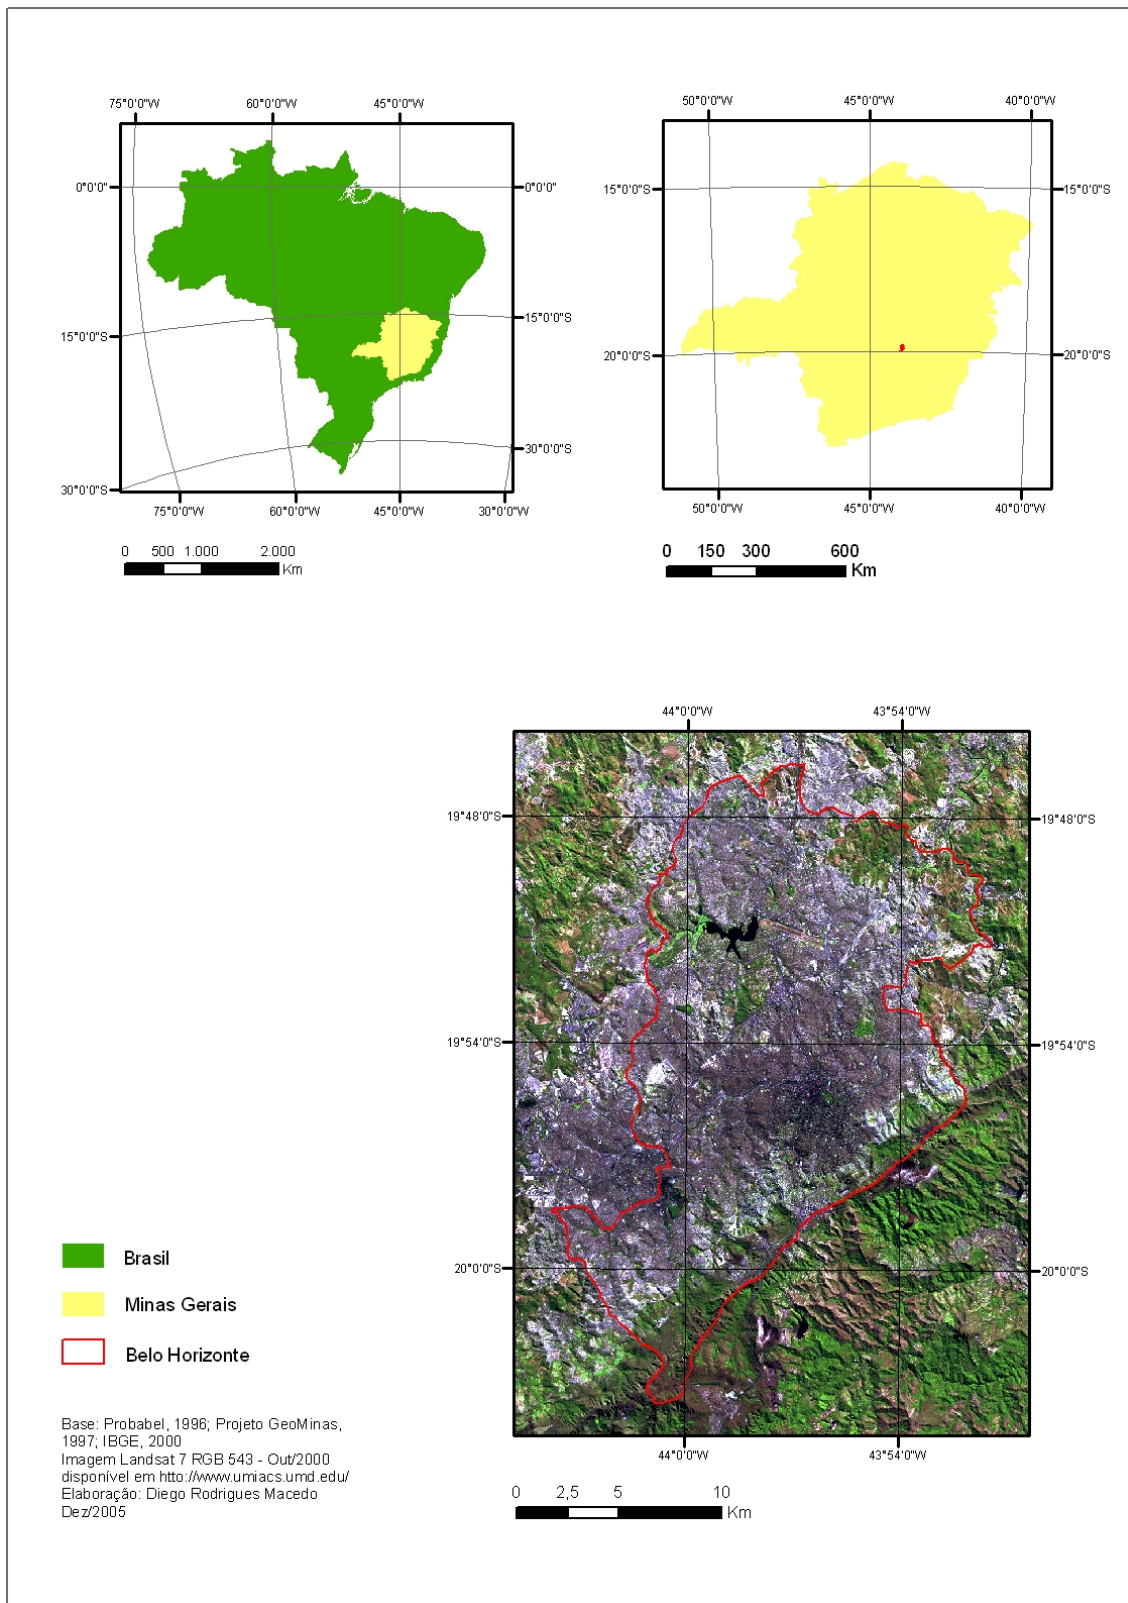 75°0'0"W 60°0'0"W 45°0'0"W
0°0'0" 0°0'0"
15°0'0"S 15°0'0"S
30°0'0"S 30°0'0"S
75°0'0"W 60°0'0"W 45°0'0"W 30°0'0"W
0 500 1.000 2.000
Km
50°0'0"W 45°0'0"W 40°0'0"W
15°0'0"S 15°0'0"S
20°0'0"S 20°0'0"S
50°0'0"W 45°0'0"W 40°0'0"W
0 150 300 600
Km
44°0'0"W 43°54'0"W
19°48'0"S 19°48'0"S
19°54'0"S 19°54'0"S
20°0'0"S 20°0'0"S
44°0'0"W 43°54'0"W
0 2,5 5 10
Km
Brasil
Minas Gerais
Belo Horizonte
Base: Probabel, 1996; Projeto GeoMinas,
1997; IBGE, 2000
Imagem Landsat 7 RGB 543 - Out/2000
disponível em htto://www.umiacs.umd.edu/
Elaboração: Diego Rodrigues Macedo
Dez/2005